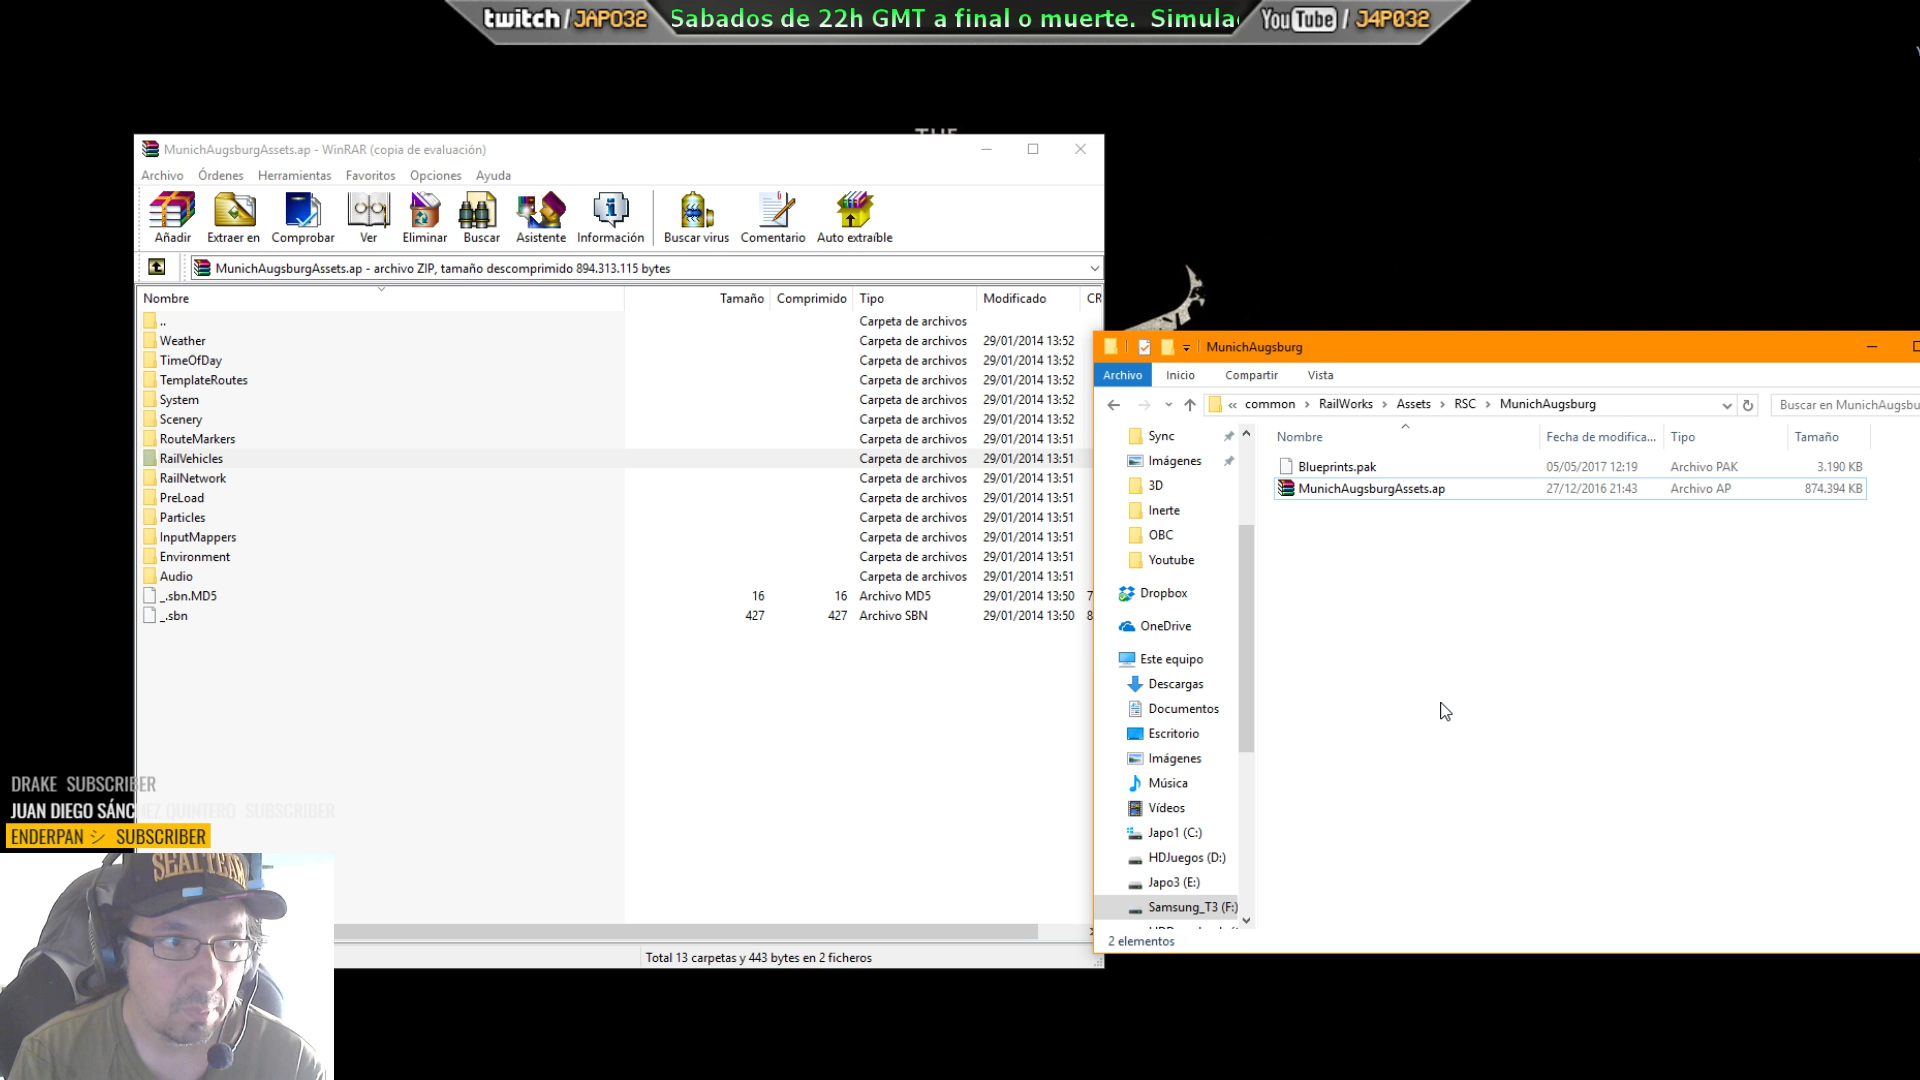 twitch / JAPO32
Sabados de 22h GMT a final o muerte. Simula
YouTube / J4P032
MunichAugsburgAssets.ap - WinRAR (copia de evaluación)
Archivo Órdenes Herramientas Favoritos Opciones Ayuda
Añadir Extraer en Comprobar Ver Eliminar Buscar Asistente Información Buscar virus Comentario Auto extraíble
MunichAugsburgAssets.ap - archivo ZIP, tamaño descomprimido 894.313.115 bytes
Nombre Tamaño Comprimido Tipo Modificado CR
.. Carpeta de archivos
Weather Carpeta de archivos 29/01/2014 13:52
TimeOfDay Carpeta de archivos 29/01/2014 13:52
TemplateRoutes Carpeta de archivos 29/01/2014 13:52
System Carpeta de archivos 29/01/2014 13:52
Scenery Carpeta de archivos 29/01/2014 13:52
RouteMarkers Carpeta de archivos 29/01/2014 13:51
RailVehicles Carpeta de archivos 29/01/2014 13:51
RailNetwork Carpeta de archivos 29/01/2014 13:51
PreLoad Carpeta de archivos 29/01/2014 13:51
Particles Carpeta de archivos 29/01/2014 13:51
InputMappers Carpeta de archivos 29/01/2014 13:51
Environment Carpeta de archivos 29/01/2014 13:51
Audio Carpeta de archivos 29/01/2014 13:51
_.sbn.MD5 16 16 Archivo MD5 29/01/2014 13:50 7
_.sbn 427 427 Archivo SBN 29/01/2014 13:50 8
Total 13 carpetas y 443 bytes en 2 ficheros
MunichAugsburg
Archivo Inicio Compartir Vista
« common › RailWorks › Assets › RSC › MunichAugsburg
Buscar en MunichAugsbu
Nombre Fecha de modifica... Tipo Tamaño
Blueprints.pak 05/05/2017 12:19 Archivo PAK 3.190 KB
MunichAugsburgAssets.ap 27/12/2016 21:43 Archivo AP 874.394 KB
Sync
Imágenes
3D
Inerte
OBC
Youtube
Dropbox
OneDrive
Este equipo
Descargas
Documentos
Escritorio
Imágenes
Música
Vídeos
Japo1 (C:)
HDJuegos (D:)
Japo3 (E:)
Samsung_T3 (F:)
2 elementos
DRAKE SUBSCRIBER
JUAN DIEGO SÁNCHEZ QUINTERO SUBSCRIBER
ENDERPAN シ SUBSCRIBER
SEAL TEAM